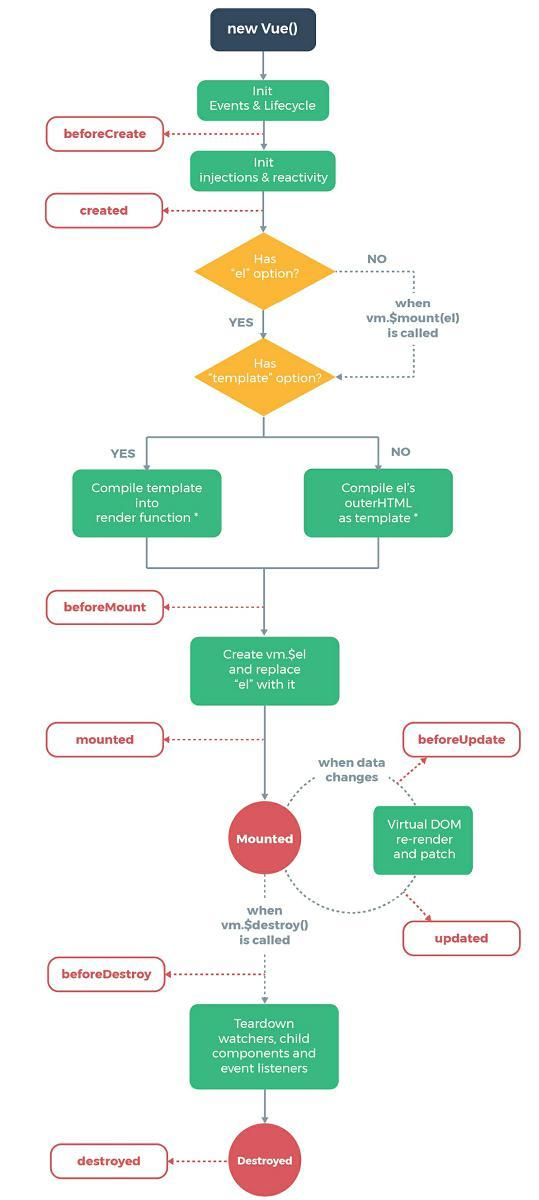 new Vue()
Init
Events & Lifecycle
beforeCreate
Init
injections & reactivity
created
Has
“el” option?
NO
when
vm.$mount(el)
is called
YES
Has
“template” option?
YES
NO
Compile template
into
render function *
Compile el’s
outerHTML
as template *
beforeMount
Create vm.$el
and replace
“el” with it
mounted
beforeUpdate
when data
changes
Mounted
Virtual DOM
re-render
and patch
when
vm.$destroy()
is called
updated
beforeDestroy
Teardown
watchers, child
components and
event listeners
destroyed
Destroyed